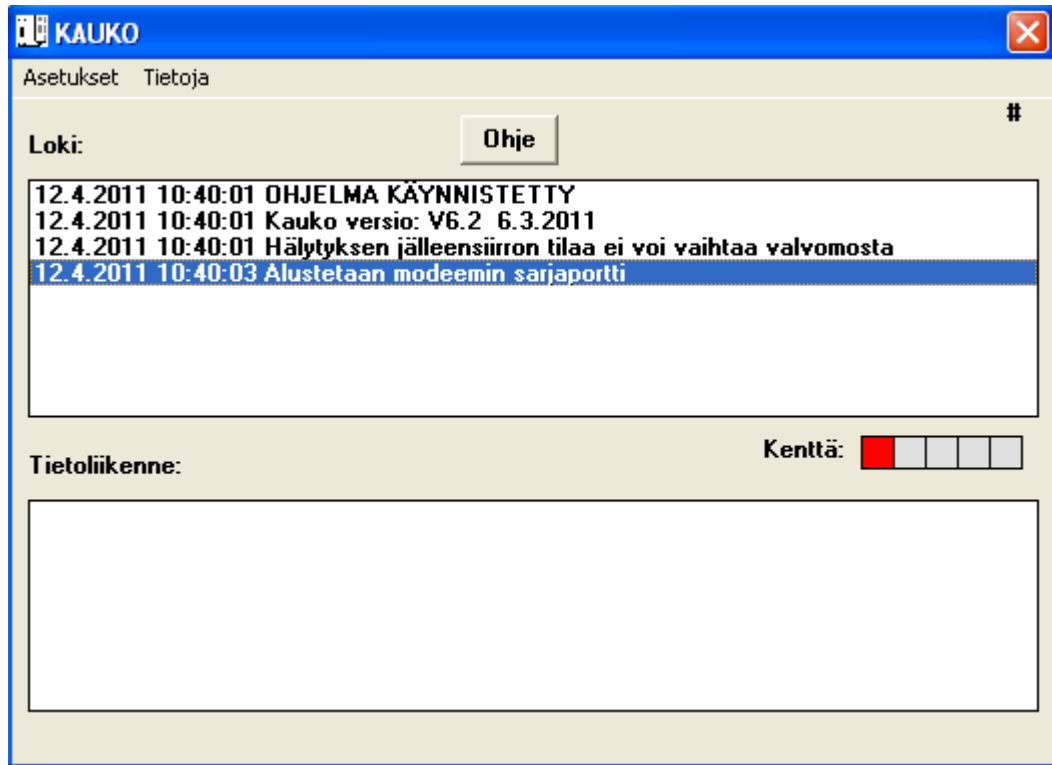 KAUKO
Asetukset Tietoja
#
Loki:
Ohje
12.4.2011 10:40:01 OHJELMA KÄYNNISTETTY
12.4.2011 10:40:01 Kauko versio: V6.2 6.3.2011
12.4.2011 10:40:01 Hälytyksen jälleensiirron tilaa ei voi vaihtaa valvomosta
12.4.2011 10:40:03 Alustetaan modeemin sarjaportti
Kenttä:
Tietoliikenne: